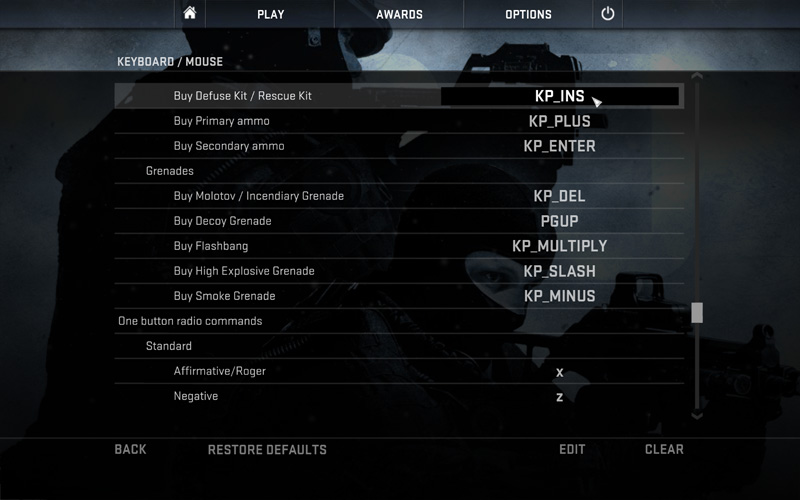 PLAY AWARDS OPTIONS
KEYBOARD / MOUSE
Buy Defuse Kit / Rescue Kit KP_INS
Buy Primary ammo KP_PLUS
Buy Secondary ammo KP_ENTER
Grenades
Buy Molotov / Incendiary Grenade KP_DEL
Buy Decoy Grenade PGUP
Buy Flashbang KP_MULTIPLY
Buy High Explosive Grenade KP_SLASH
Buy Smoke Grenade KP_MINUS
One button radio commands
Standard
Affirmative/Roger x
Negative z
BACK RESTORE DEFAULTS EDIT CLEAR